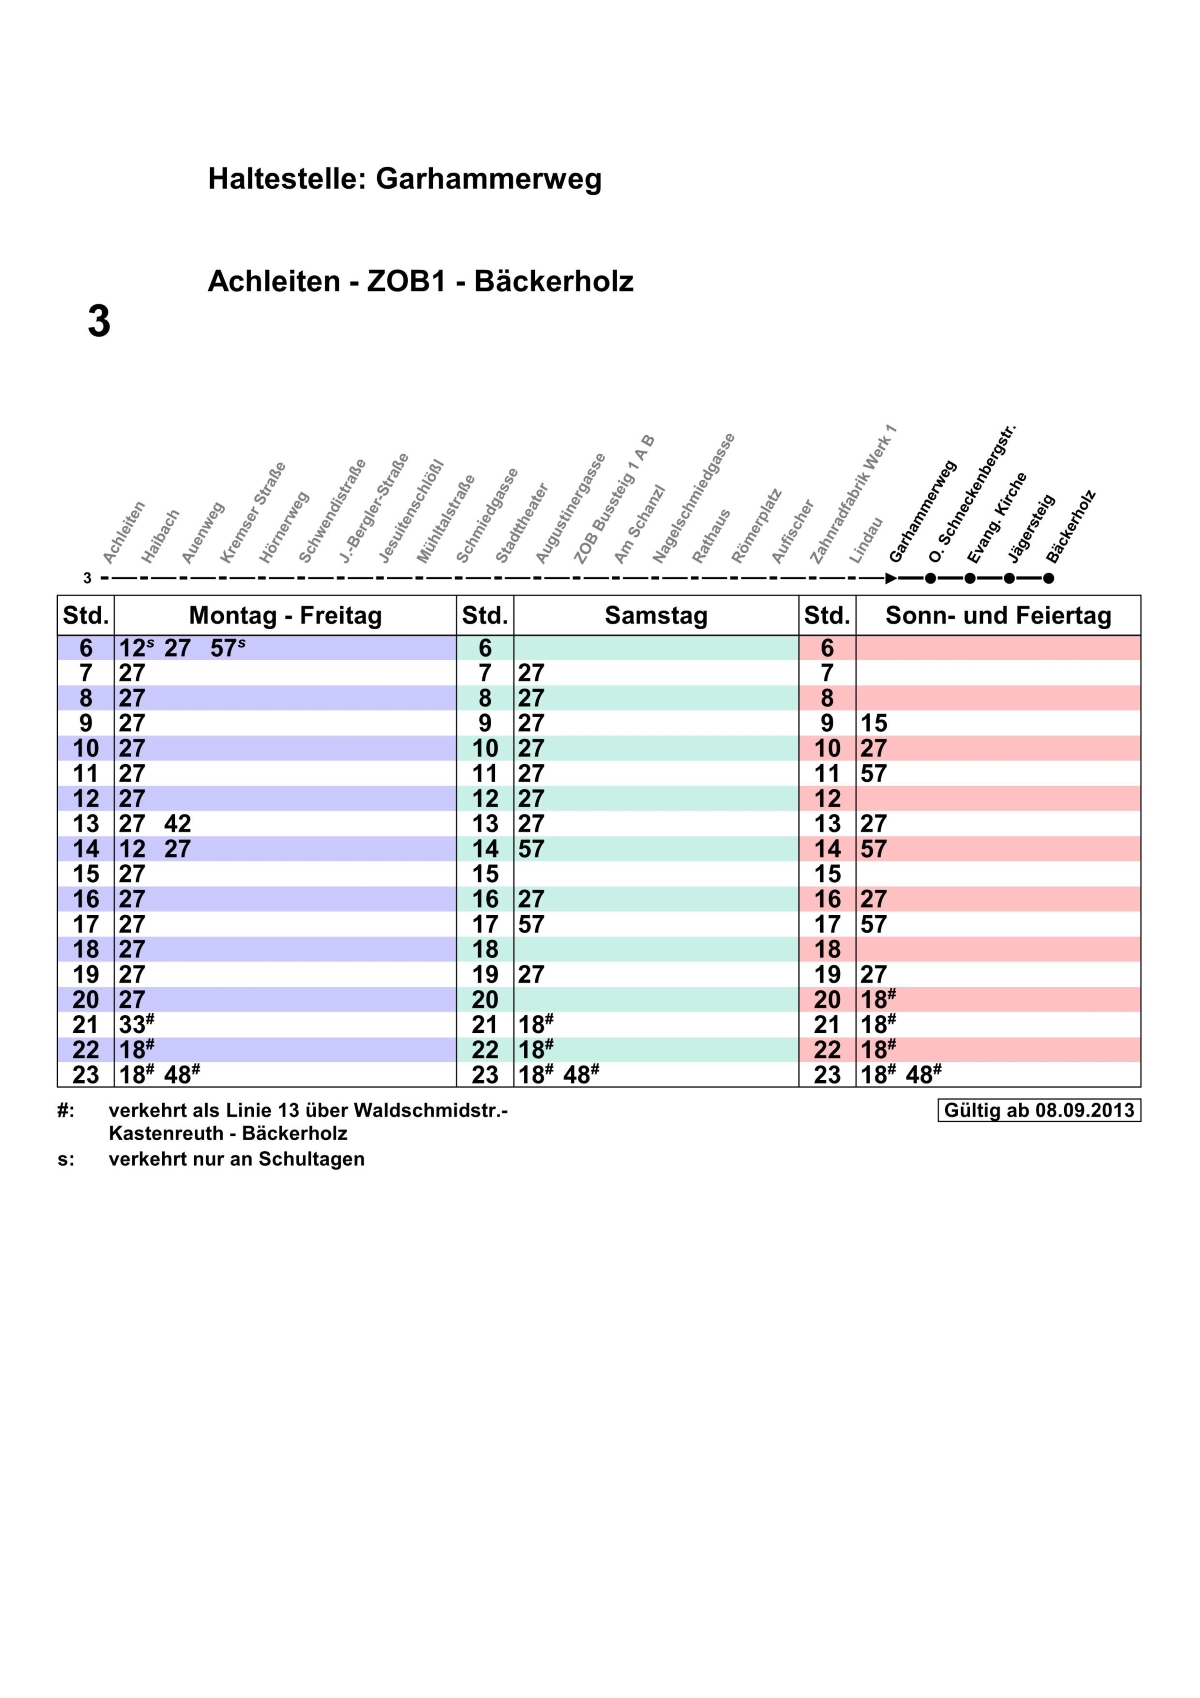 Haltestelle: Garhammerweg
Achleiten - ZOB1 - Bäckerholz
3
Achleiten
Haibach
Auenweg
Kremser Straße
Hörnerweg
Schwendistraße
J.-Bergler-Straße
Jesuitenschlößl
Mühltalstraße
Schmiedgasse
Stadttheater
Augustinergasse
ZOB Bussteig 1 A B
Am Schanzl
Nagelschmiedgasse
Rathaus
Römerplatz
Aufischer
Zahnradfabrik Werk 1
Lindau
Garhammerweg
O. Schneckenbergstr.
Evang. Kirche
Jägersteig
Bäckerholz
3
Std. Montag - Freitag Std. Samstag Std. Sonn- und Feiertag
6 12s 27 57s 6 6
7 27 7 27 7
8 27 8 27 8
9 27 9 27 9 15
10 27 10 27 10 27
11 27 11 27 11 57
12 27 12 27 12
13 27 42 13 27 13 27
14 12 27 14 57 14 57
15 27 15 15
16 27 16 27 16 27
17 27 17 57 17 57
18 27 18 18
19 27 19 27 19 27
20 27 20 20 18#
21 33# 21 18# 21 18#
22 18# 22 18# 22 18#
23 18# 48# 23 18# 48# 23 18# 48#
#: verkehrt als Linie 13 über Waldschmidstr.- Gültig ab 08.09.2013
Kastenreuth - Bäckerholz
s: verkehrt nur an Schultagen